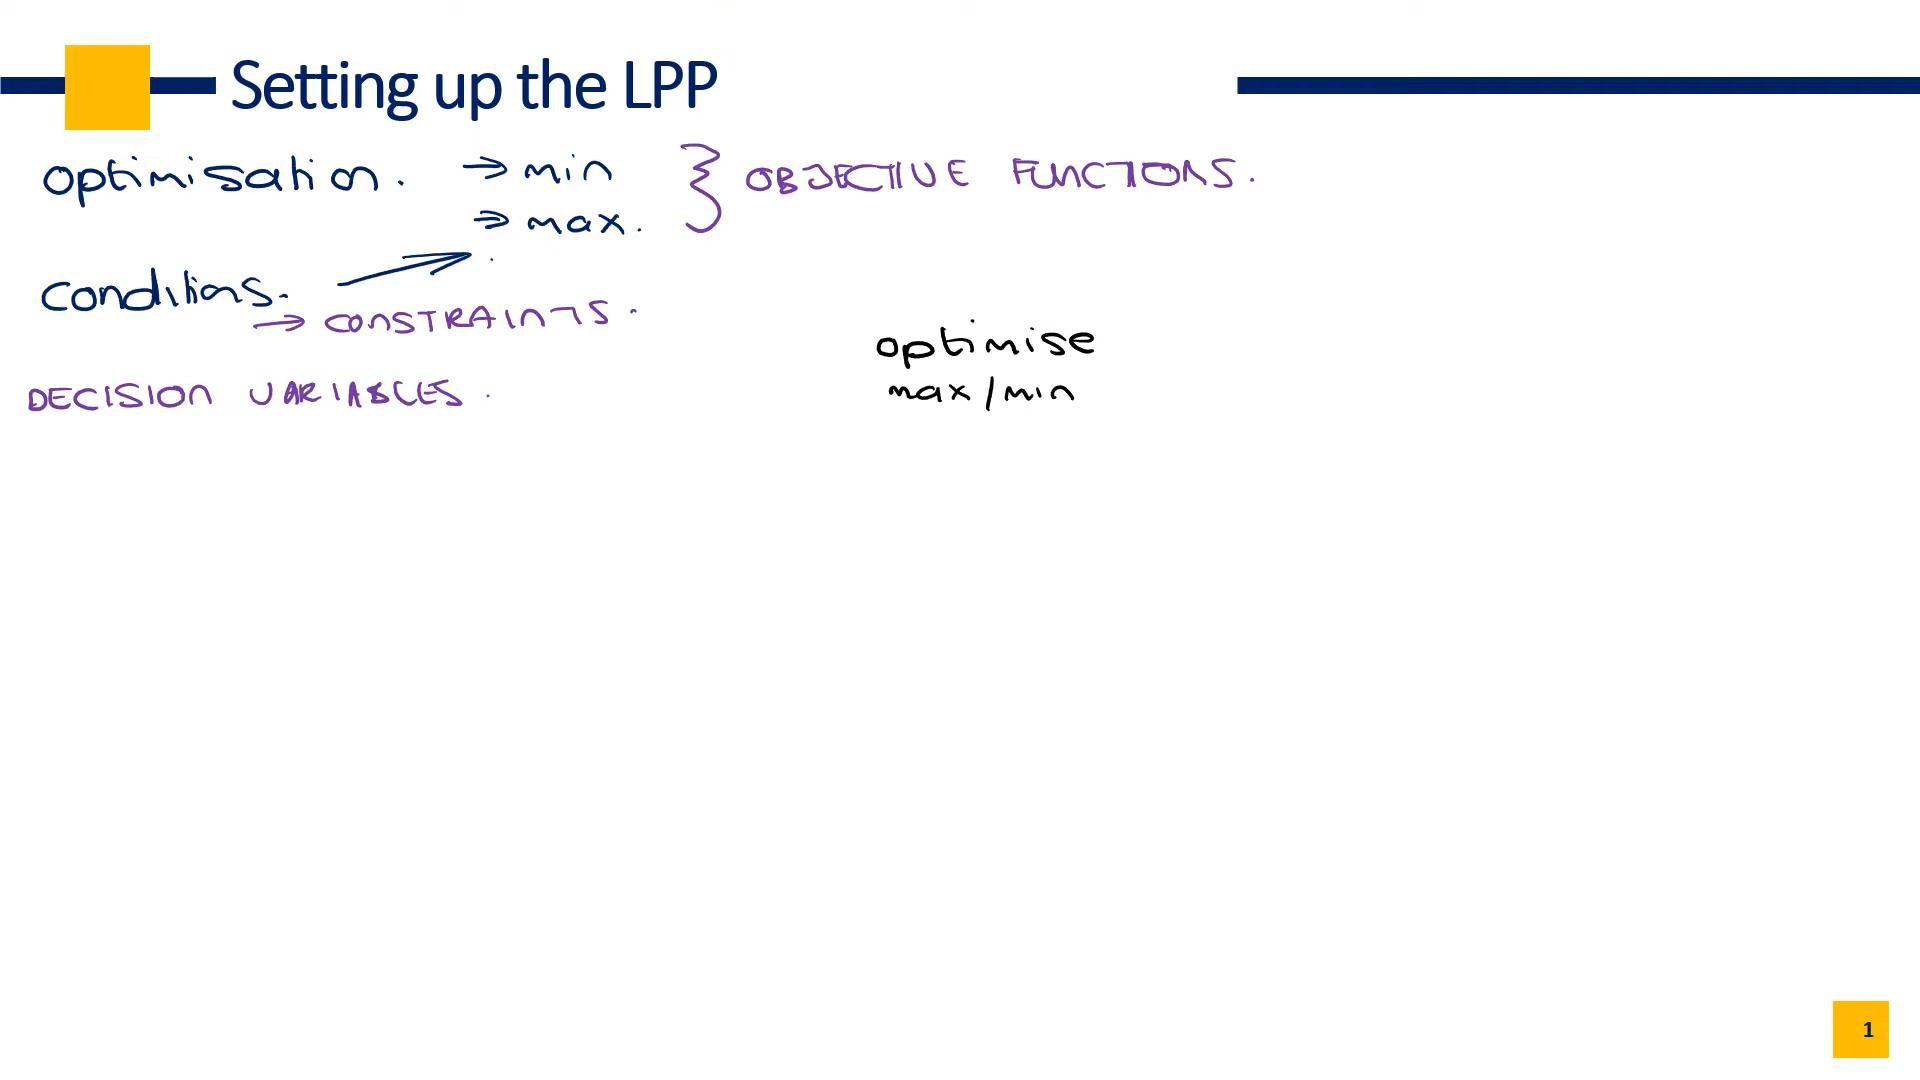 Setting up the LPP
optimisation. → min
→ max.
} OBJECTIVE FUNCTIONS.
conditions.
→ CONSTRAINTS.
DECISION VARIABLES.
optimise
max/min
1